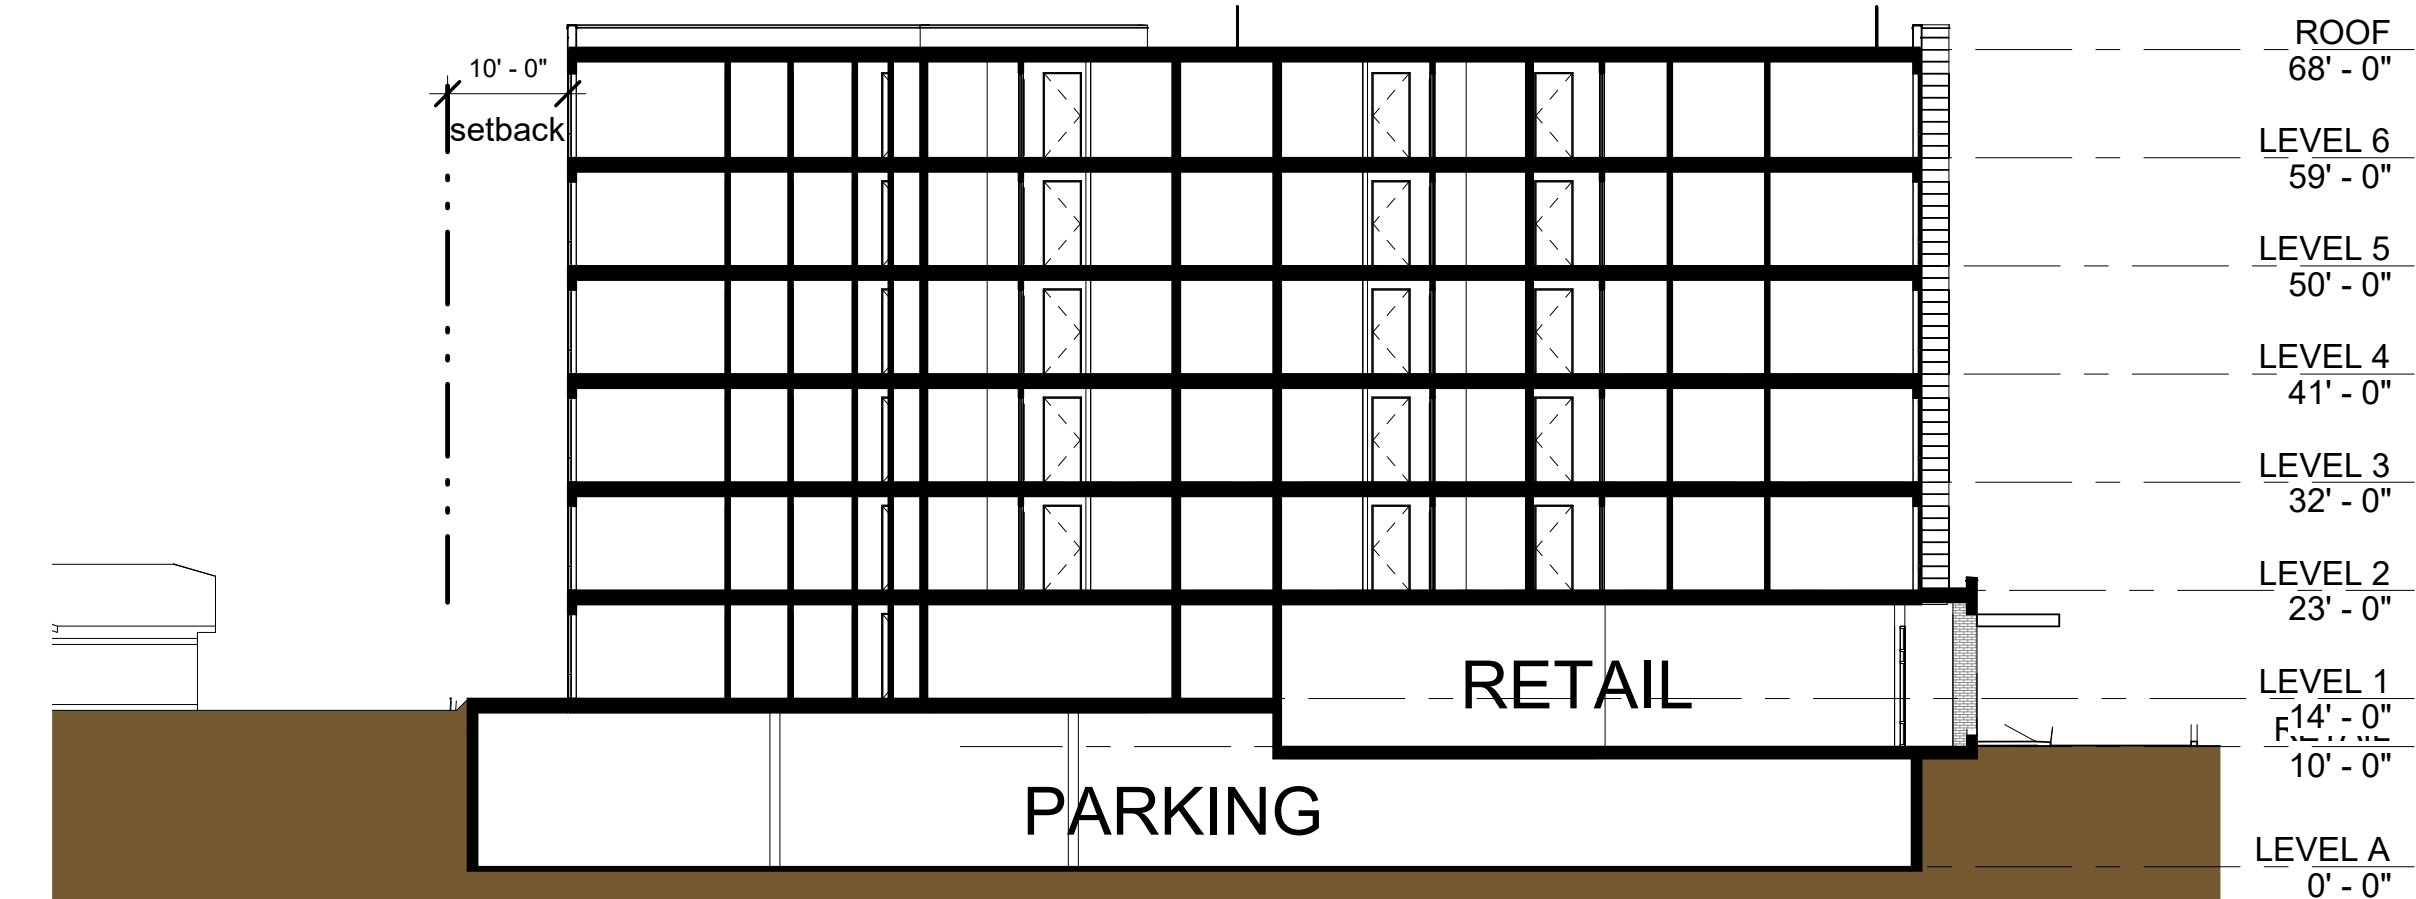 10' - 0"
setback
ROOF
68' - 0"
LEVEL 6
59' - 0"
LEVEL 5
50' - 0"
LEVEL 4
41' - 0"
LEVEL 3
32' - 0"
LEVEL 2
23' - 0"
LEVEL 1
14' - 0"
RETAIL
10' - 0"
LEVEL A
0' - 0"
RETAIL
PARKING